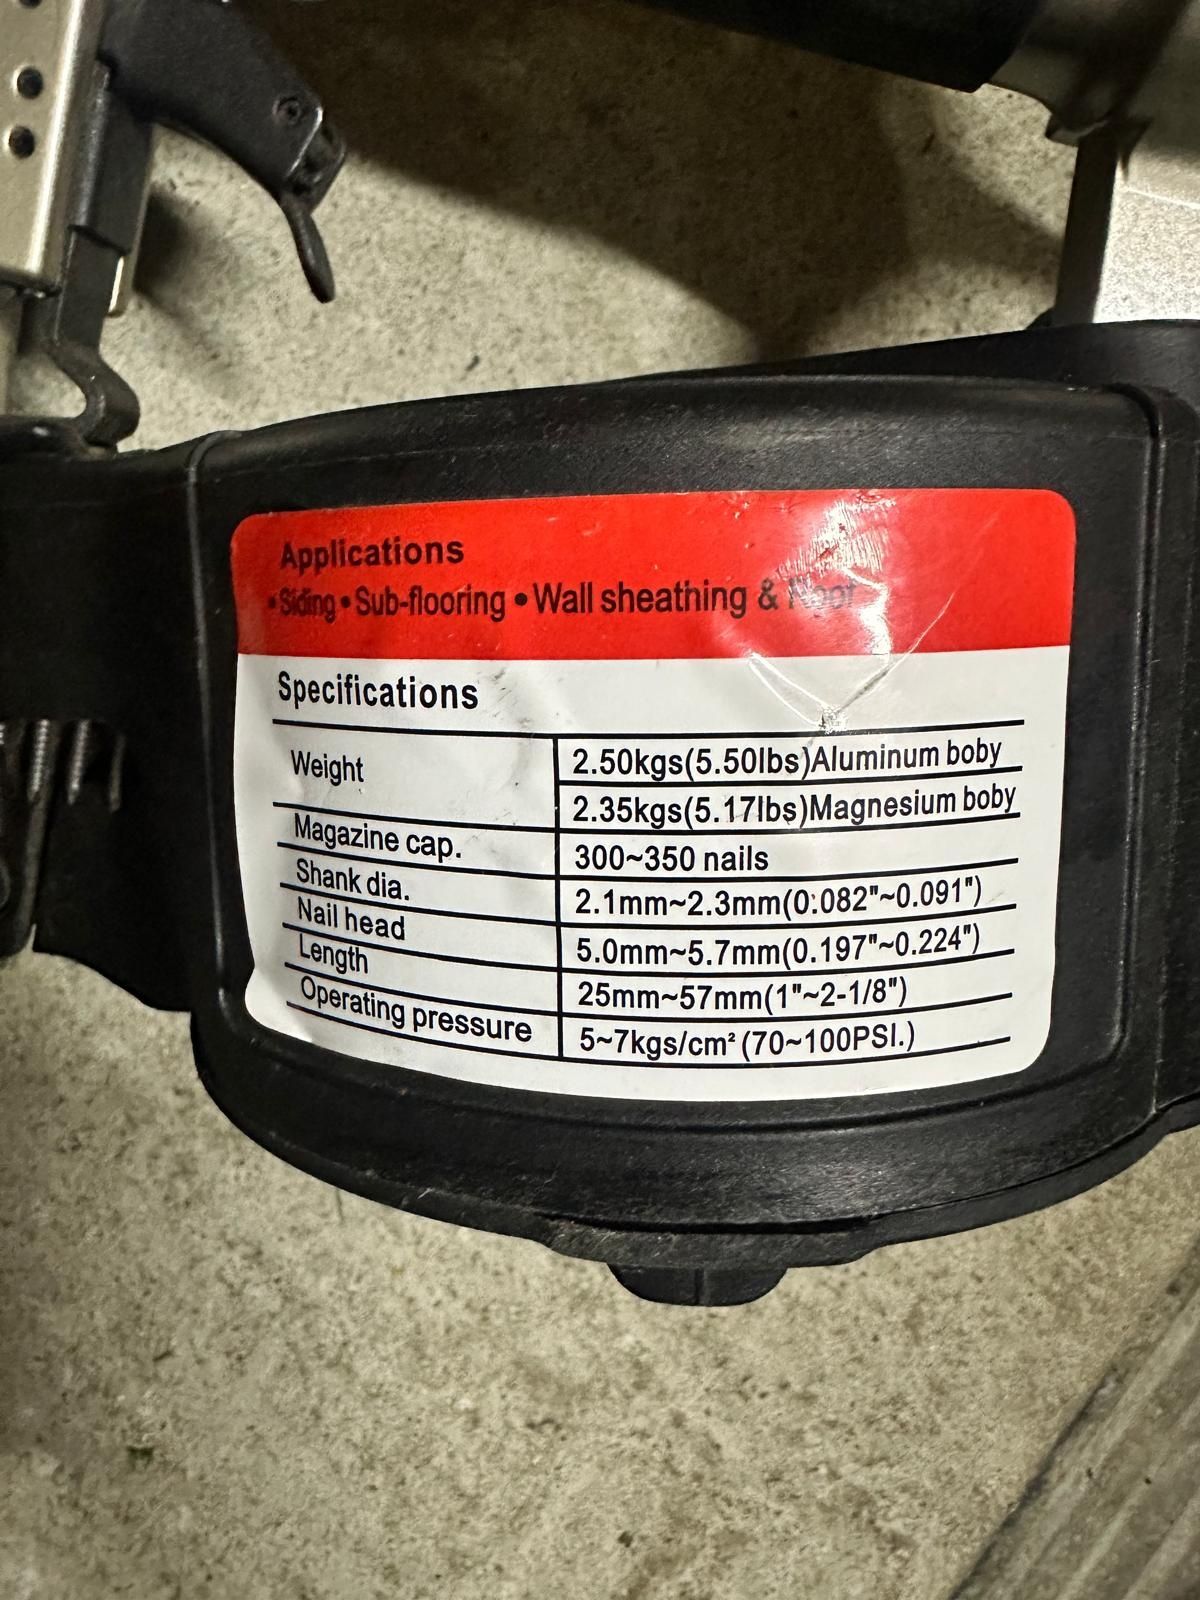 Applications
•Siding •Sub-flooring •Wall sheathing & Roof
Specifications
Weight 2.50kgs(5.50lbs)Aluminum boby
2.35kgs(5.17lbs)Magnesium boby
Magazine cap. 300~350 nails
Shank dia. 2.1mm~2.3mm(0.082"~0.091")
Nail head 5.0mm~5.7mm(0.197"~0.224")
Length 25mm~57mm(1"~2-1/8")
Operating pressure 5~7kgs/cm² (70~100PSI.)